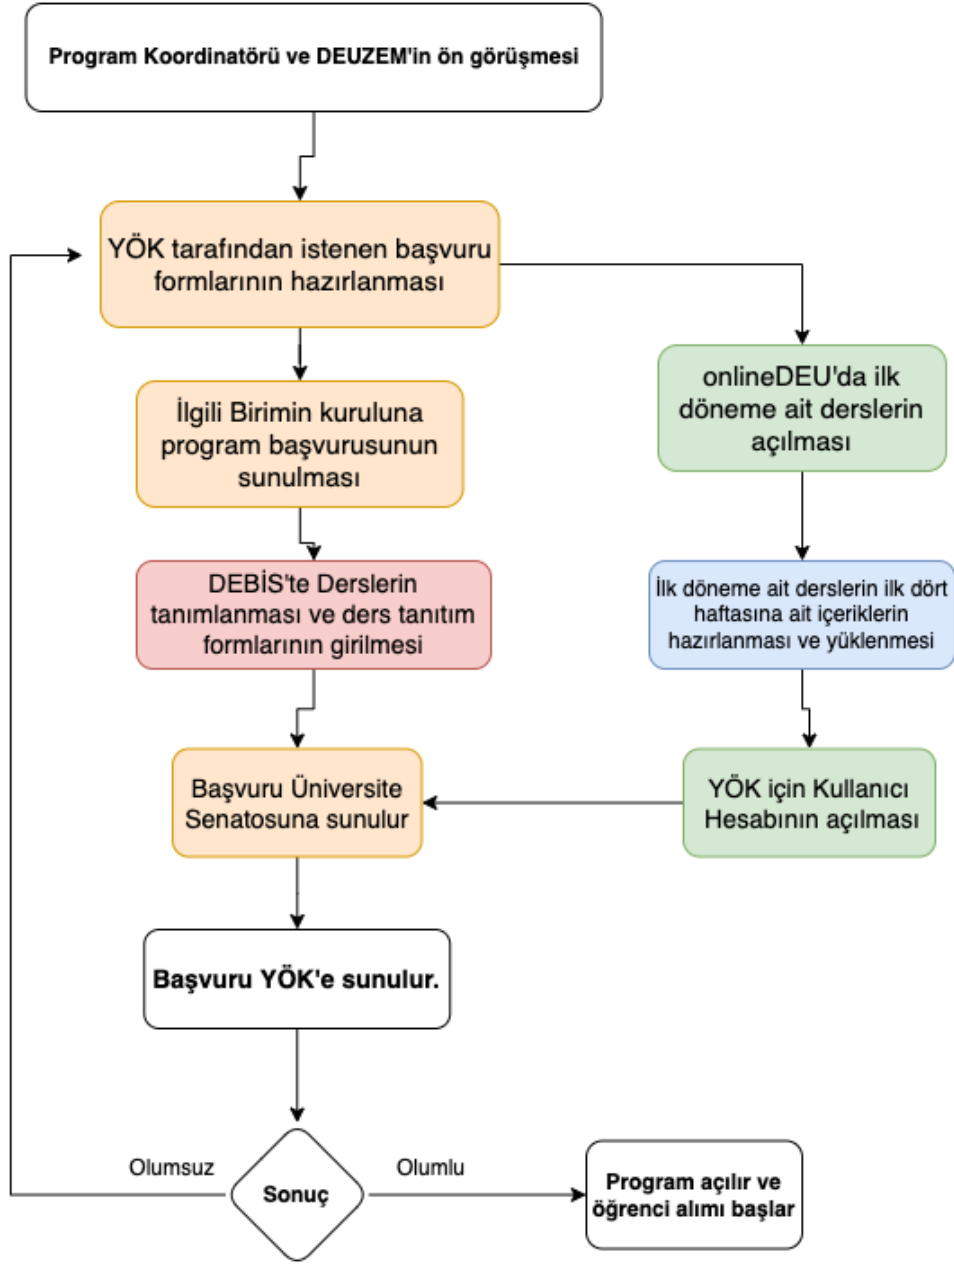 Program Koordinatörü ve DEUZEM'in ön görüşmesi
YÖK tarafından istenen başvuru
formlarının hazırlanması
İlgili Birimin kuruluna
program başvurusunun
sunulması
onlineDEU'da ilk
döneme ait derslerin
açılması
DEBİS'te Derslerin
tanımlanması ve ders tanıtım
formlarının girilmesi
İlk döneme ait derslerin ilk dört
haftasına ait içeriklerin
hazırlanması ve yüklenmesi
Başvuru Üniversite
Senatosuna sunulur
YÖK için Kullanıcı
Hesabının açılması
Başvuru YÖK'e sunulur.
Olumsuz
Sonuç
Olumlu
Program açılır ve
öğrenci alımı başlar